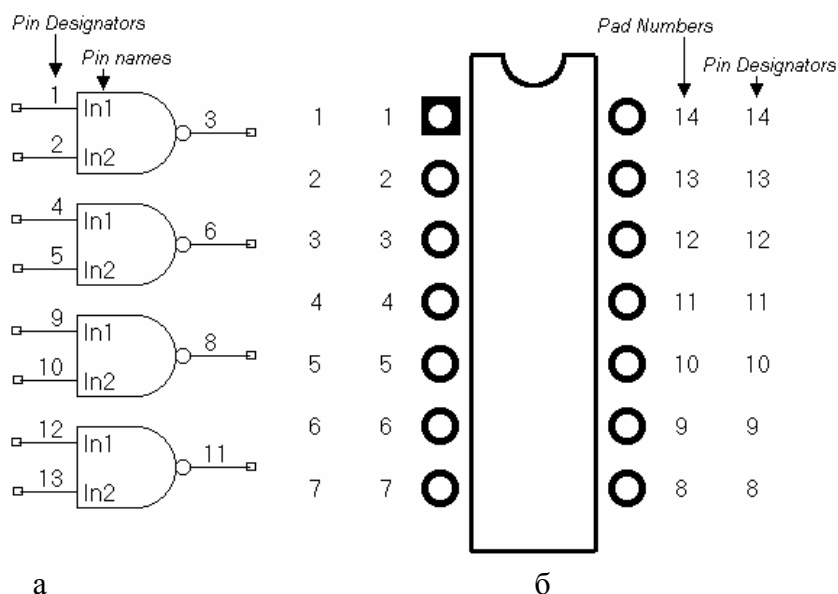 Pin Designators
Pin names
1 In1
3
2 In2
4 In1
6
5 In2
9 In1
8
10 In2
12 In1
11
13 In2
Pad Numbers
Pin Designators
1 1 14 14
2 2 13 13
3 3 12 12
4 4 11 11
5 5 10 10
6 6 9 9
7 7 8 8
а б